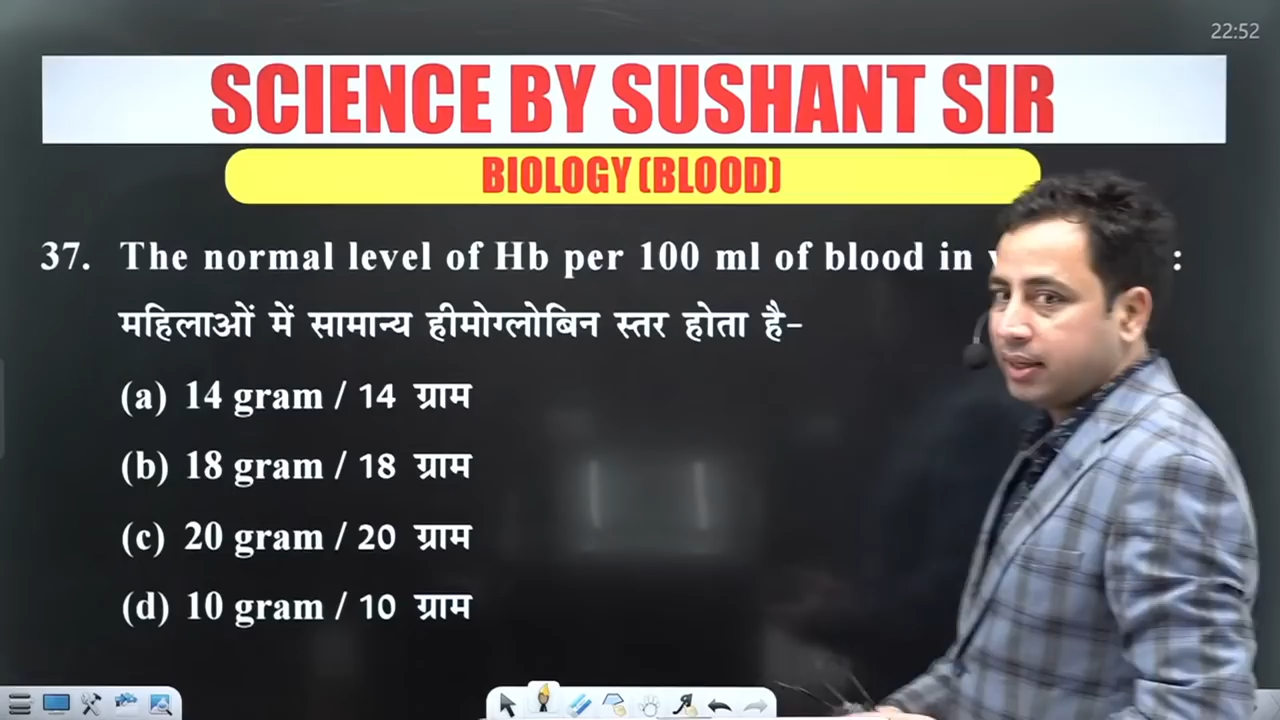 22:52
SCIENCE BY SUSHANT SIR
BIOLOGY (BLOOD)
37. The normal level of Hb per 100 ml of blood in :
महिलाओं में सामान्य हीमोग्लोबिन स्तर होता है-
(a) 14 gram / 14 ग्राम
(b) 18 gram / 18 ग्राम
(c) 20 gram / 20 ग्राम
(d) 10 gram / 10 ग्राम